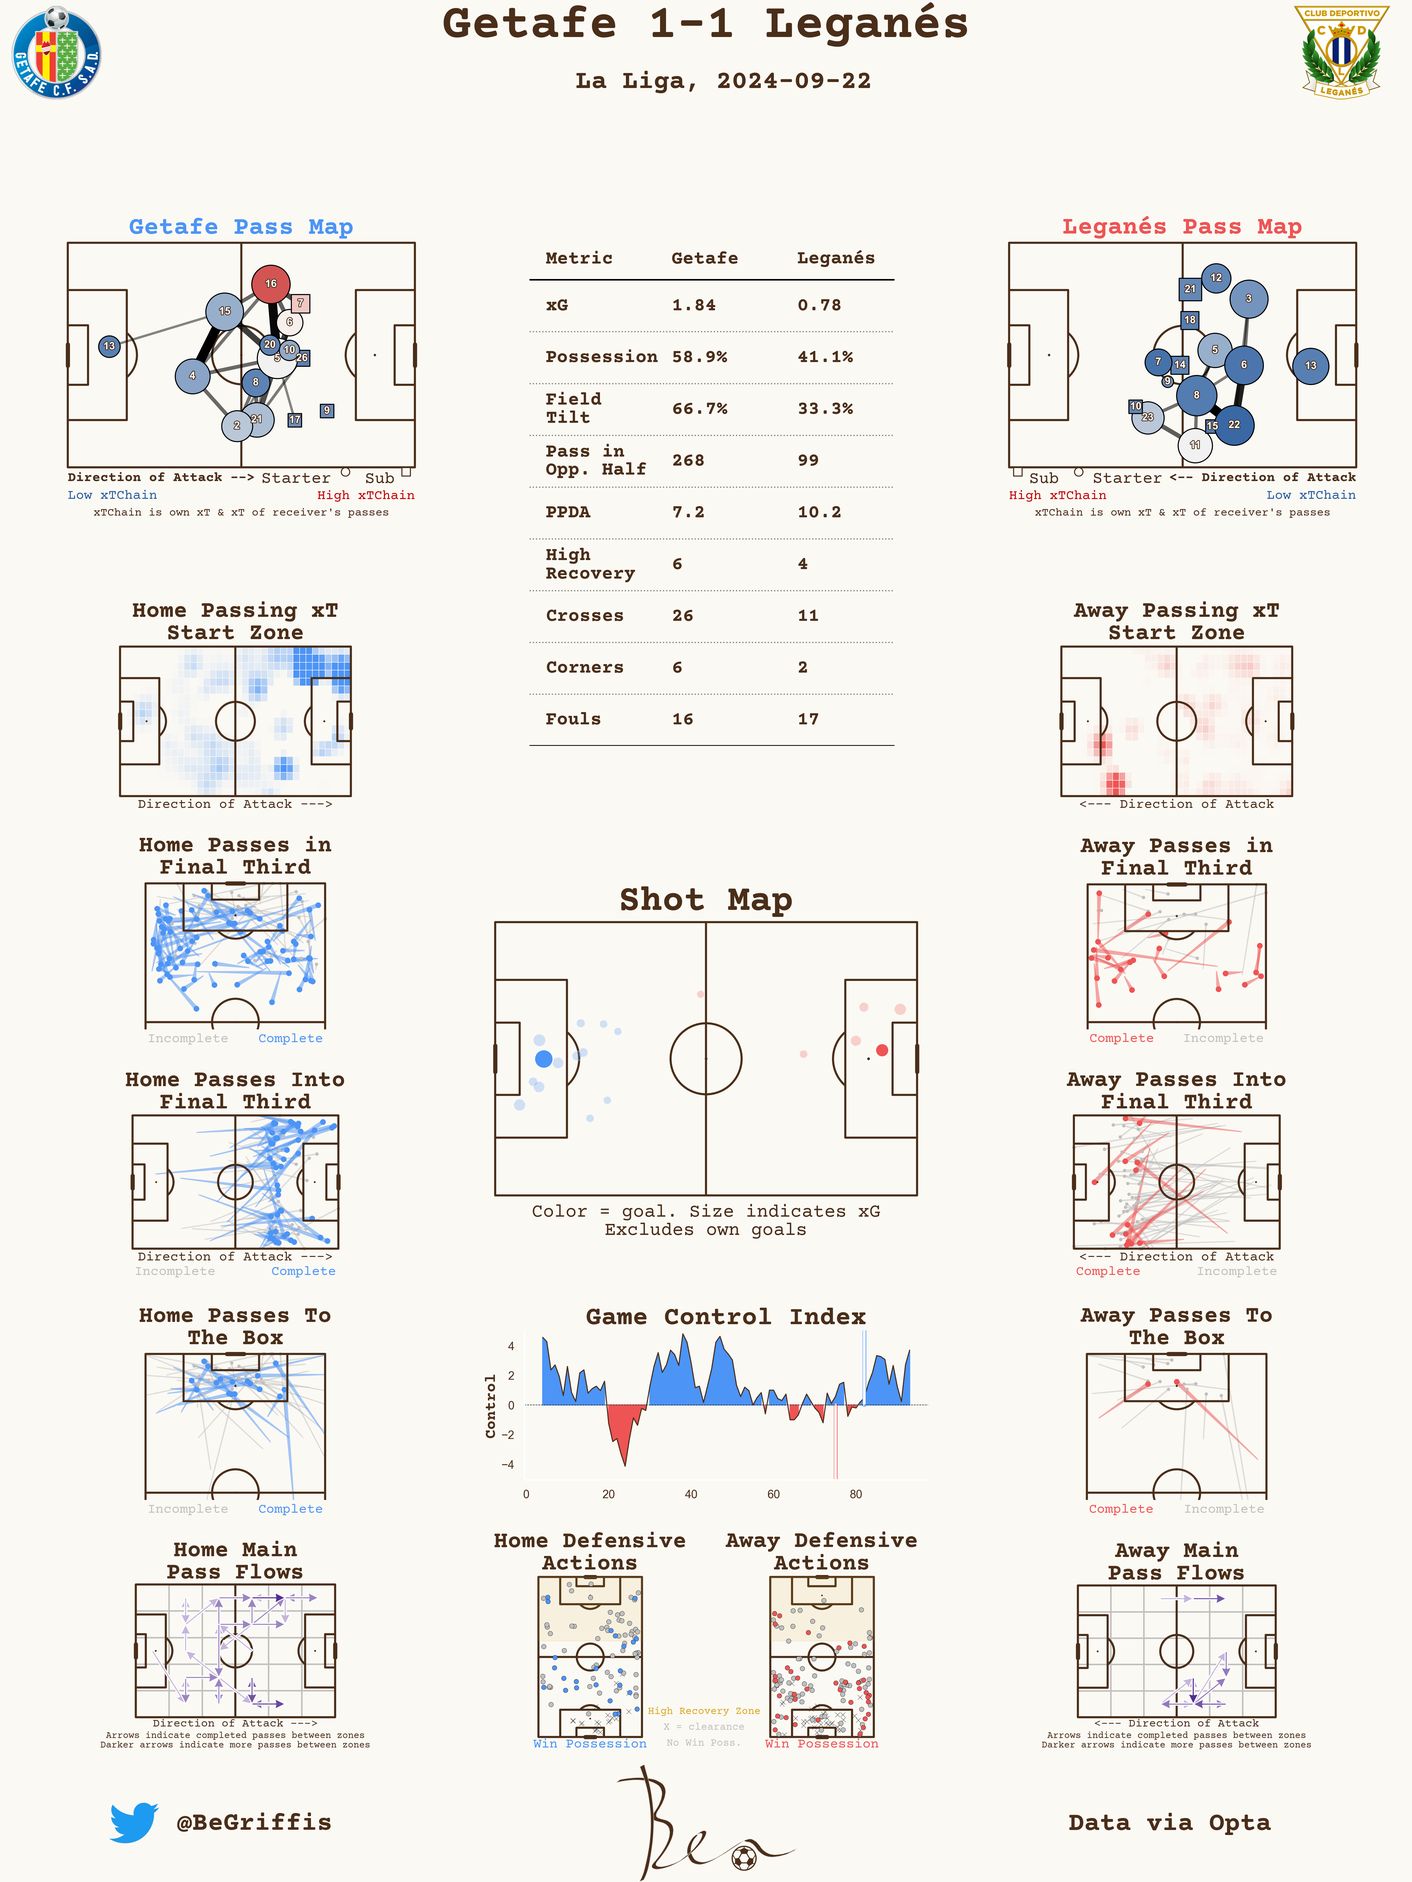 Getafe 1-1 Leganés
La Liga, 2024-09-22
GETAFE C.F. S.A.D.
CLUB DEPORTIVO
LEGANÉS
Getafe Pass Map
16
7
15
6
13
20
10
5
26
4
8
2
21
17
9
Direction of Attack --> Starter Sub
Low xTChain High xTChain
xTChain is own xT & xT of receiver's passes
Metric Getafe Leganés
xG 1.84 0.78
Possession 58.9% 41.1%
Field
Tilt 66.7% 33.3%
Pass in
Opp. Half 268 99
PPDA 7.2 10.2
High
Recovery 6 4
Crosses 26 11
Corners 6 2
Fouls 16 17
Leganés Pass Map
12
21
3
18
5
7
14
6
13
9
8
10
23
15
22
11
Sub Starter <-- Direction of Attack
High xTChain Low xTChain
xTChain is own xT & xT of receiver's passes
Home Passing xT
Start Zone
Direction of Attack --->
Away Passing xT
Start Zone
<--- Direction of Attack
Home Passes in
Final Third
Incomplete Complete
Away Passes in
Final Third
Complete Incomplete
Shot Map
Color = goal. Size indicates xG
Excludes own goals
Home Passes Into
Final Third
Direction of Attack --->
Incomplete Complete
Away Passes Into
Final Third
<--- Direction of Attack
Complete Incomplete
Home Passes To
The Box
Incomplete Complete
Game Control Index
Control
4
2
0
−2
−4
0 20 40 60 80
Away Passes To
The Box
Complete Incomplete
Home Main
Pass Flows
Direction of Attack --->
Arrows indicate completed passes between zones
Darker arrows indicate more passes between zones
Home Defensive
Actions
Win Possession
Away Defensive
Actions
Win Possession
High Recovery Zone
X = clearance
No Win Poss.
Away Main
Pass Flows
<--- Direction of Attack
Arrows indicate completed passes between zones
Darker arrows indicate more passes between zones
@BeGriffis
Data via Opta